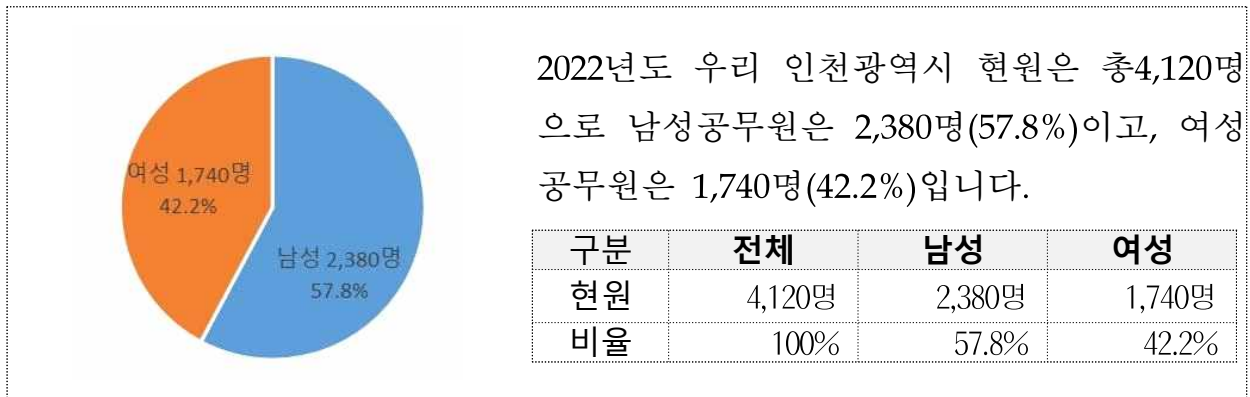 여성 1,740명
42.2%
남성 2,380명
57.8%
2022년도 우리 인천광역시 현원은 총4,120명
으로 남성공무원은 2,380명(57.8%)이고, 여성
공무원은 1,740명(42.2%)입니다.
구분 전체 남성 여성
현원 4,120명 2,380명 1,740명
비율 100% 57.8% 42.2%